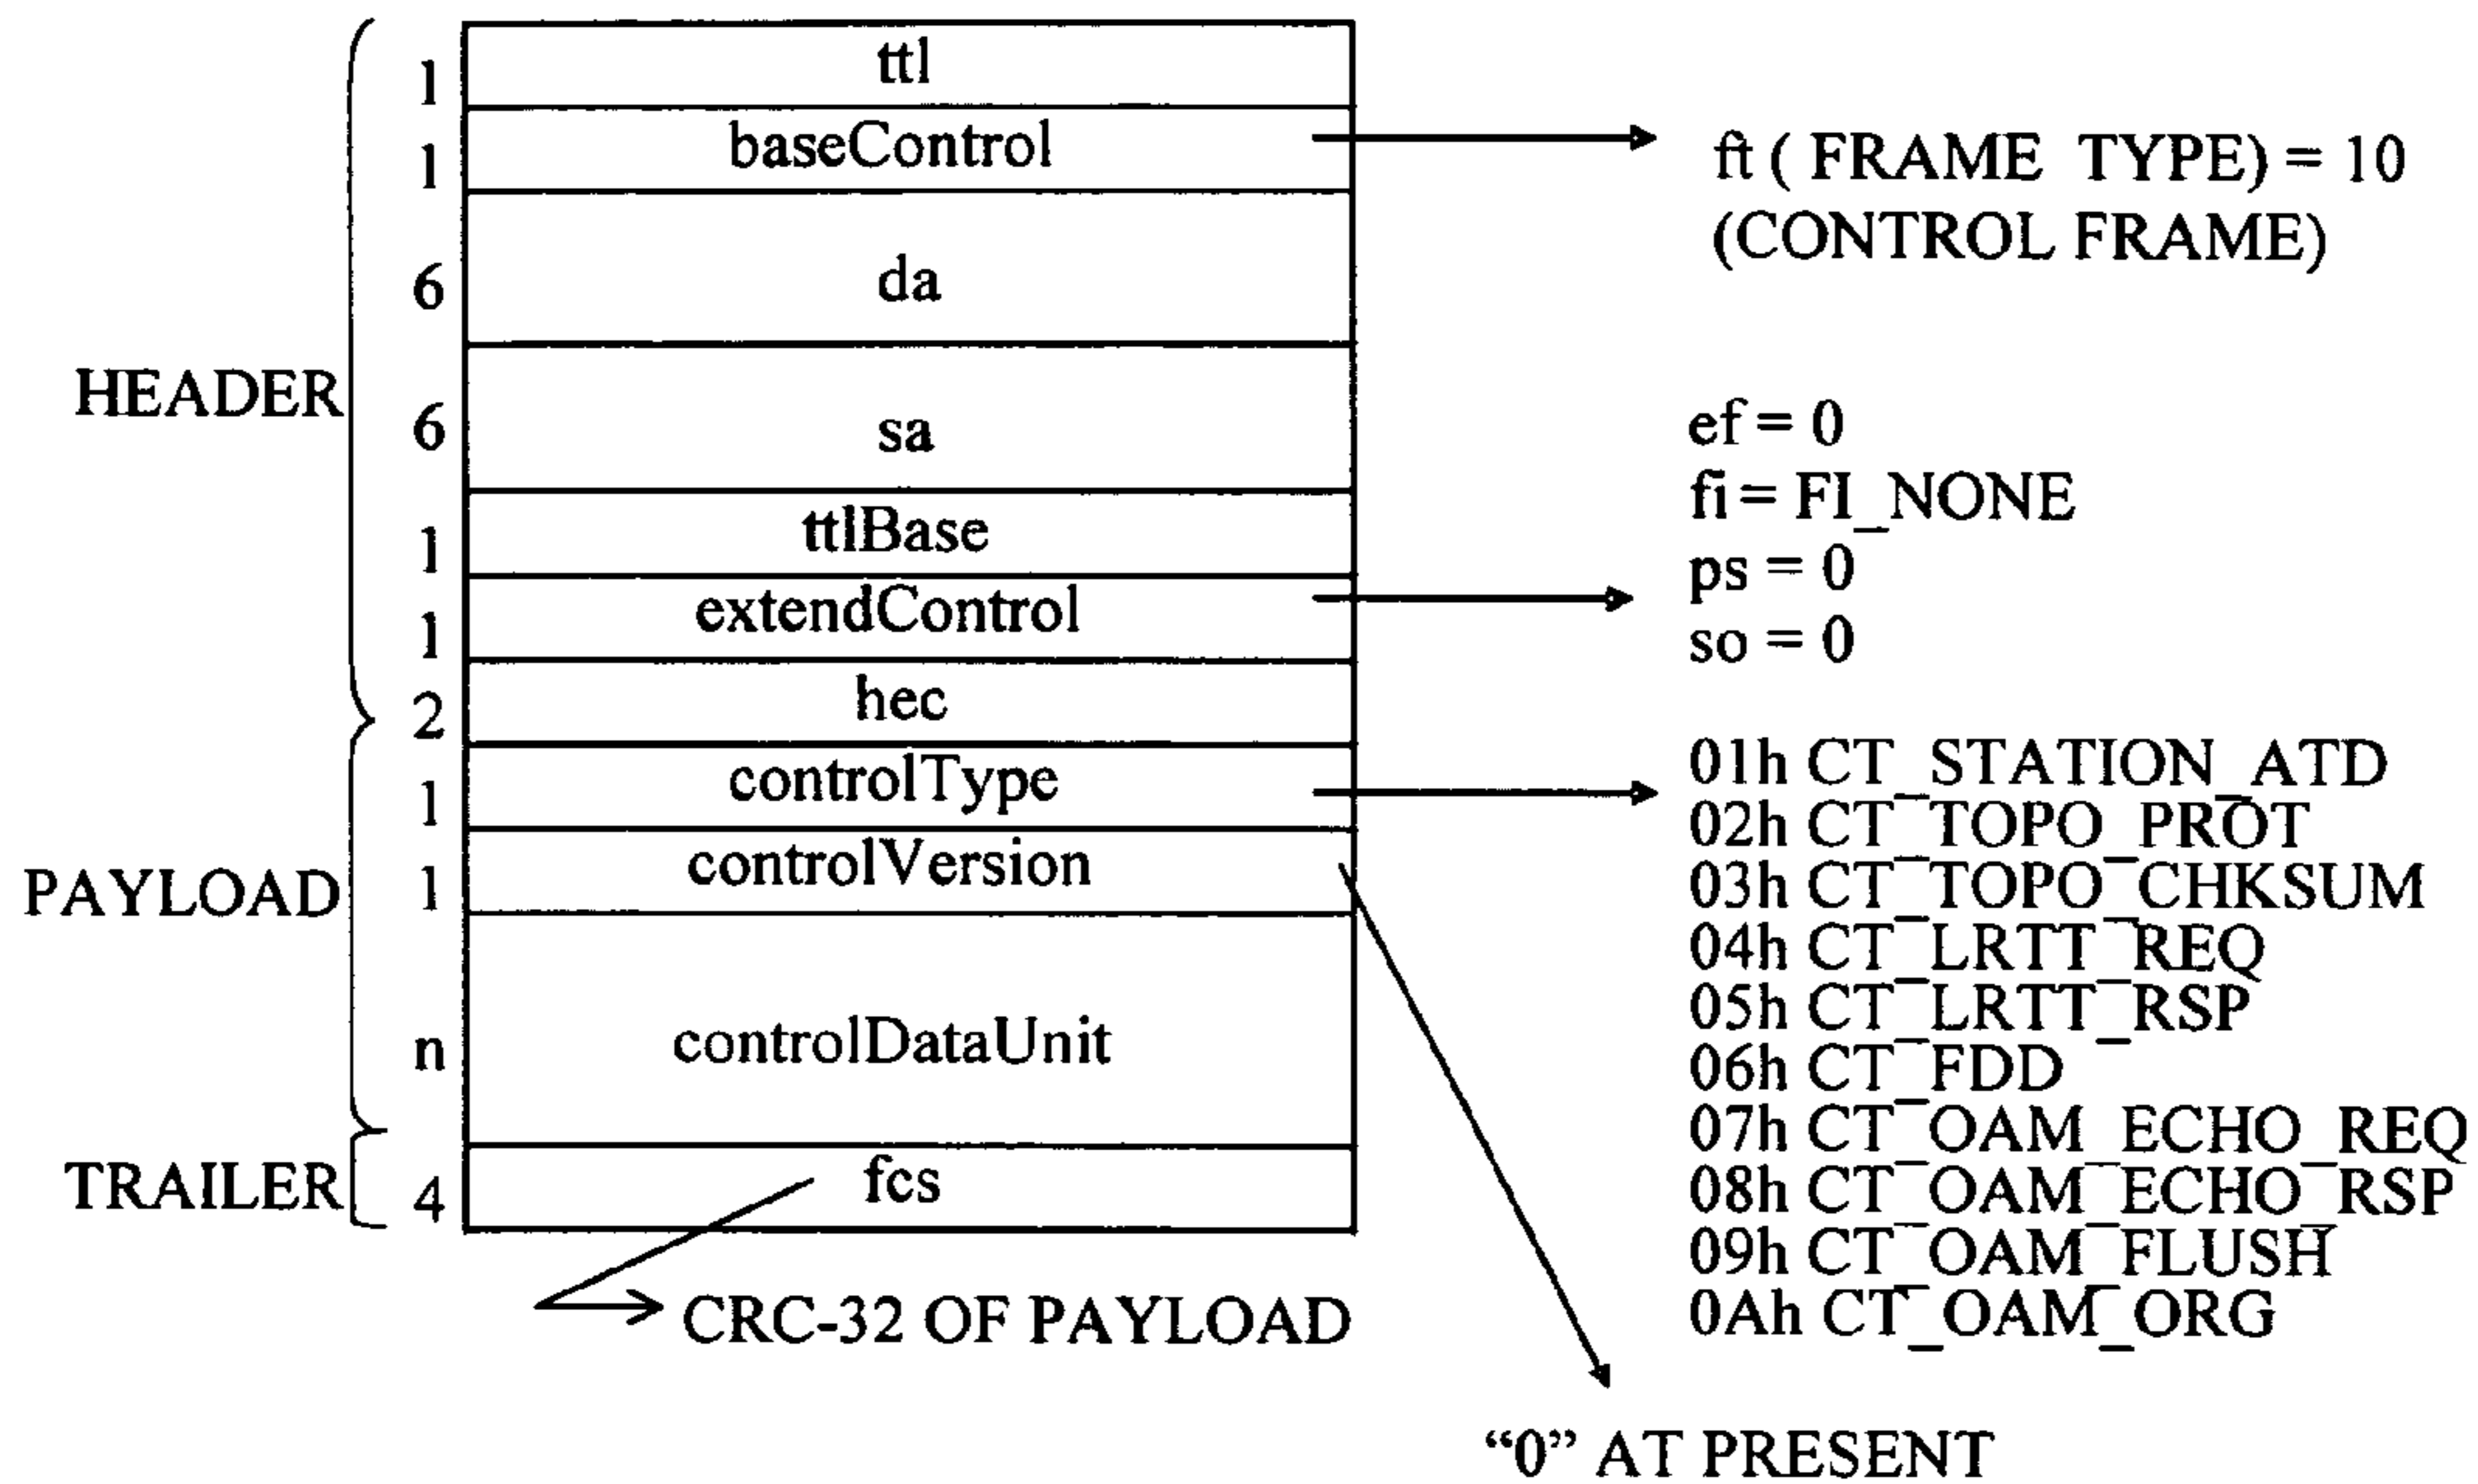 HEADER
PAYLOAD
TRAILER
1 ttl
1 baseControl
6 da
6 sa
1 ttlBase
1 extendControl
2 hec
1 controlType
1 controlVersion
n controlDataUnit
4 fcs
CRC-32 OF PAYLOAD
ft ( FRAME TYPE) = 10
(CONTROL FRAME)
ef = 0
fi = FI_NONE
ps = 0
so = 0
01h CT_STATION_ATD
02h CT_TOPO_PROT
03h CT_TOPO_CHKSUM
04h CT_LRTT_REQ
05h CT_LRTT_RSP
06h CT_FDD
07h CT_OAM_ECHO_REQ
08h CT_OAM_ECHO_RSP
09h CT_OAM_FLUSH
0Ah CT_OAM_ORG
“0” AT PRESENT